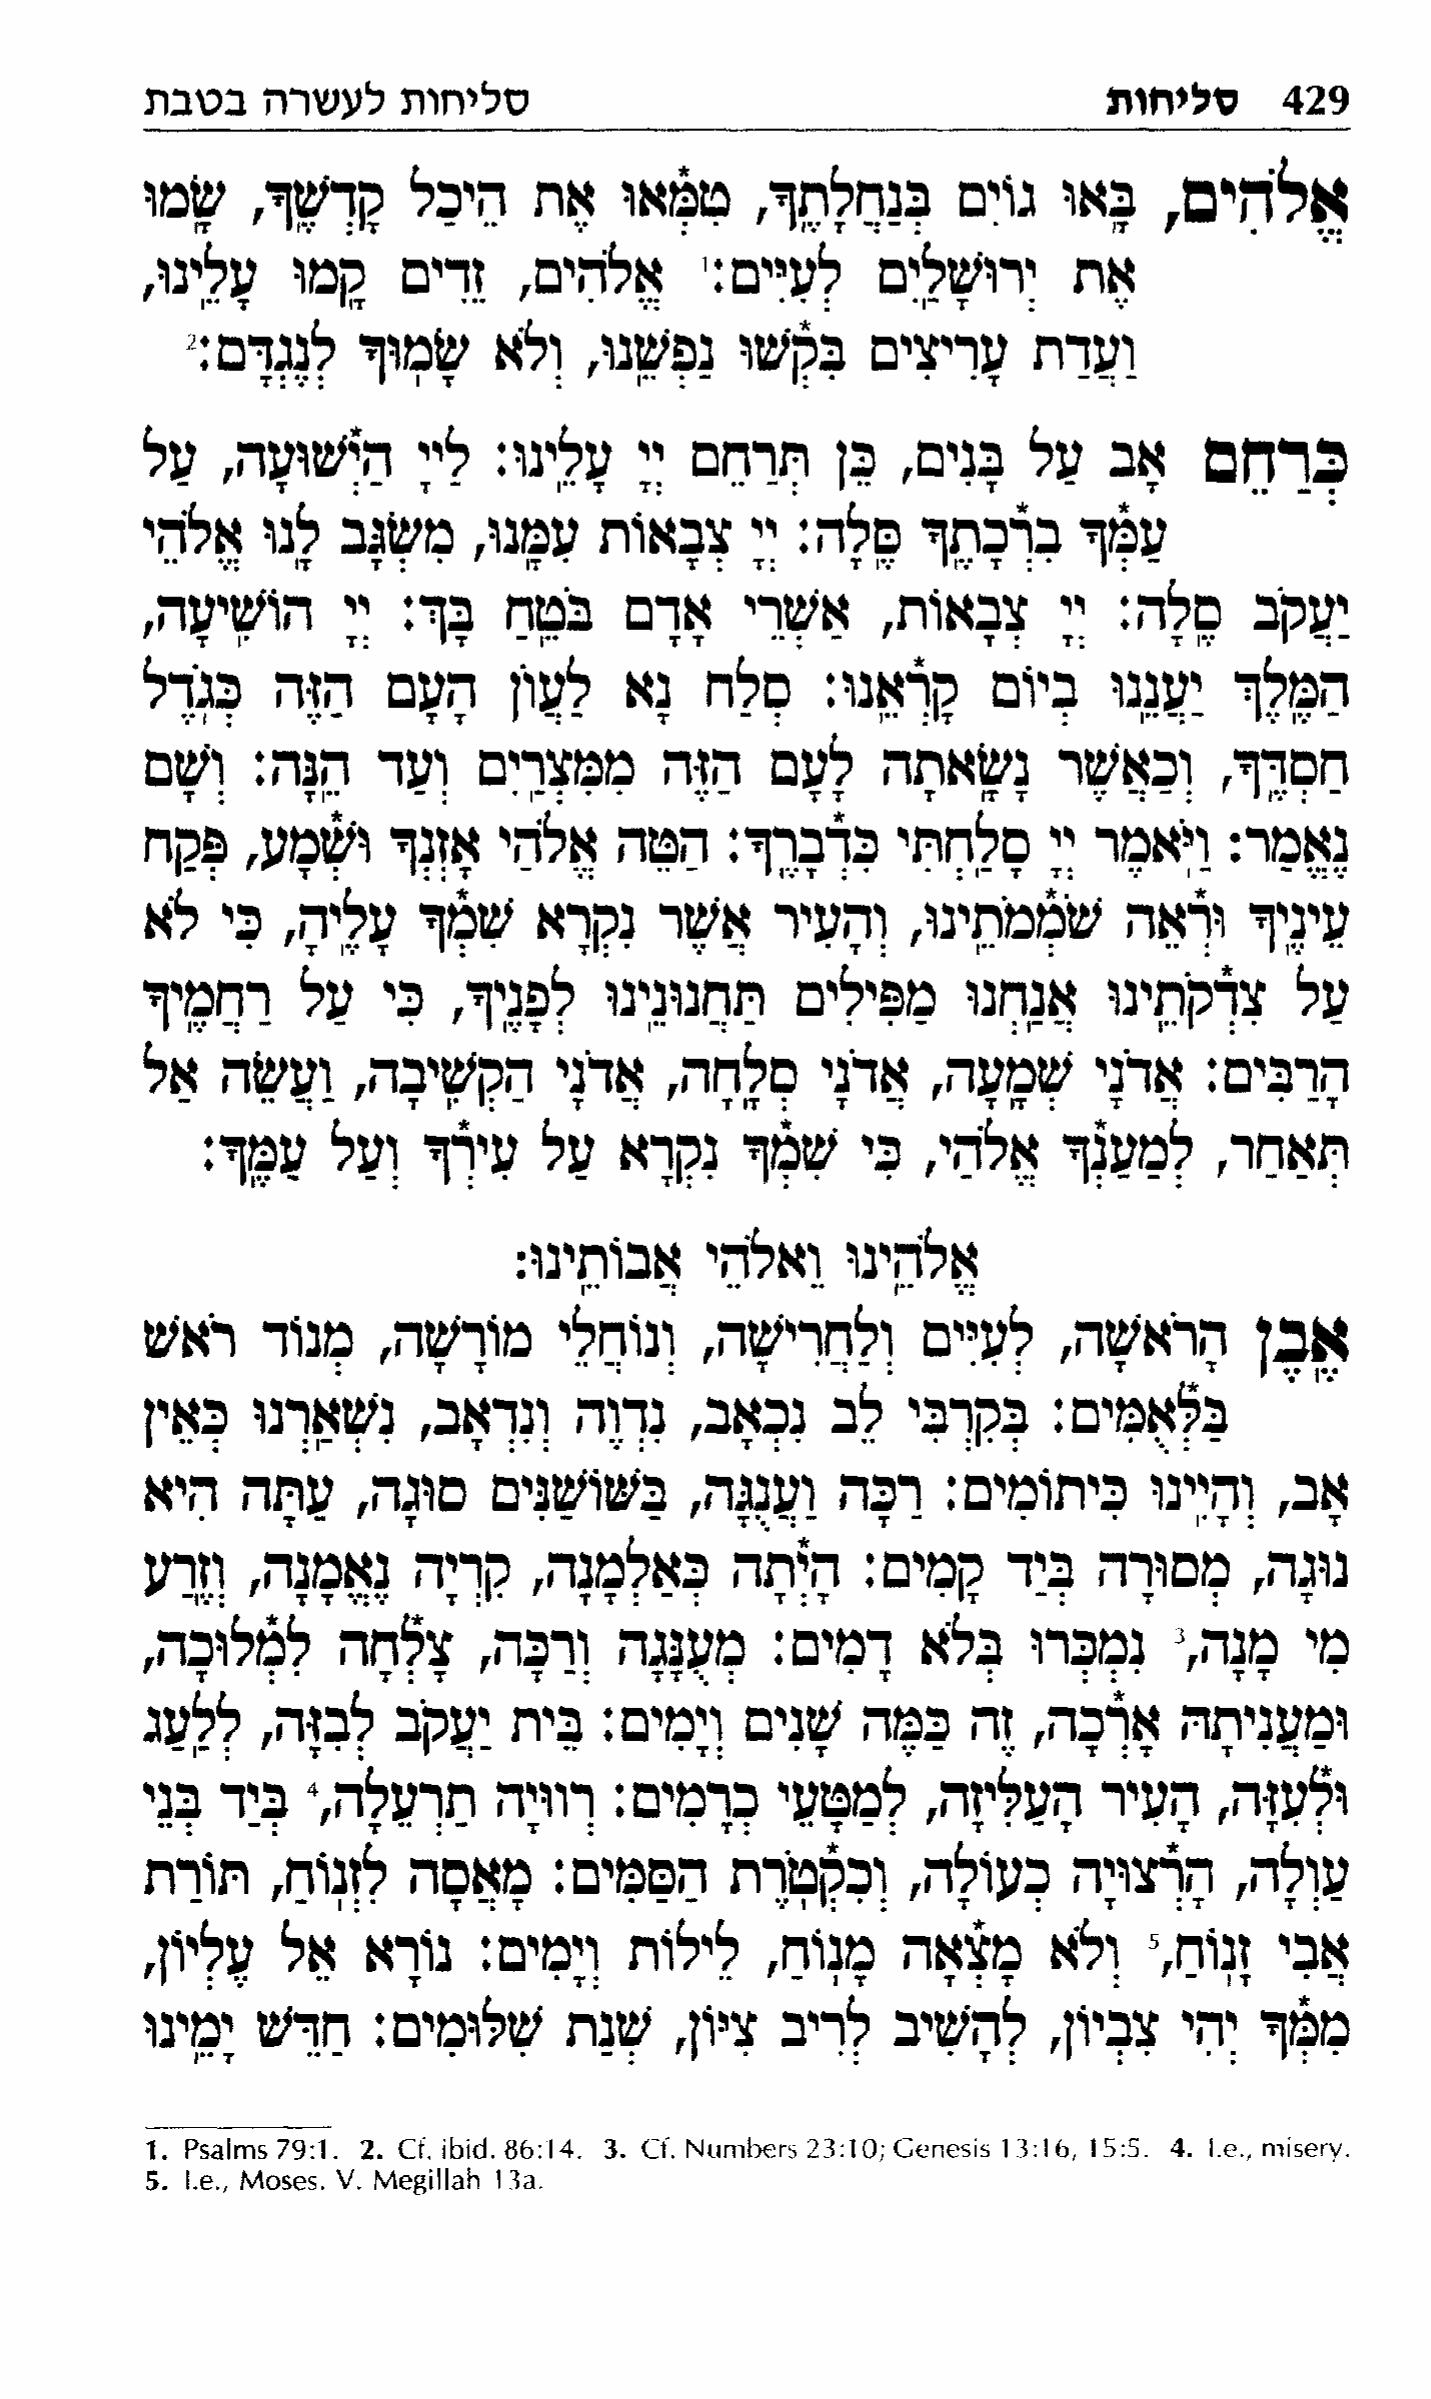 429 סליחות סליחות לעשרה בטבת
אֱלֹהִים, בָּאוּ גוֹיִם בְּנַחֲלָתֶךָ, טִמְּאוּ אֶת הֵיכַל קָדְשֶׁךָ, שָׂמוּ
אֶת יְרוּשָׁלַיִם לְעִיִּים:1 אֱלֹהִים, זֵדִים קָמוּ עָלֵינוּ,
וַעֲדַת עָרִיצִים בִּקְשׁוּ נַפְשֵׁנוּ, וְלֹא שָׂמוּךָ לְנֶגְדָּם:2
כְּרַחֵם אָב עַל בָּנִים, כֵּן תְּרַחֵם יְיָ עָלֵינוּ: לַייָ הַיְשׁוּעָה, עַל
עַמְּךָ בִרְכָתֶךָ סֶּלָה: יְיָ צְבָאוֹת עִמָּנוּ, מִשְׂגָּב לָנוּ אֱלֹהֵי
יַעֲקֹב סֶלָה: יְיָ צְבָאוֹת, אַשְׁרֵי אָדָם בֹּטֵחַ בָּךְ: יְיָ הוֹשִׁיעָה,
הַמֶּלֶךְ יַעֲנֵנוּ בְיוֹם קָרְאֵנוּ: סְלַח נָא לַעֲוֹן הָעָם הַזֶּה כְּגֹדֶל
חַסְדֶּךָ, וְכַאֲשֶׁר נָשָׂאתָה לָעָם הַזֶּה מִמִּצְרַיִם וְעַד הֵנָּה: וְשָׁם
נֶאֱמַר: וַיֹּאמֶר יְיָ סָלַחְתִּי כִּדְבָרֶךָ: הַטֵּה אֱלֹהַי אָזְנְךָ וּשְׁמָע, פְּקַח
עֵינֶיךָ וּרְאֵה שֹׁמְמֹתֵינוּ, וְהָעִיר אֲשֶׁר נִקְרָא שִׁמְךָ עָלֶיהָ, כִּי לֹא
עַל צִדְקֹתֵינוּ אֲנַחְנוּ מַפִּילִים תַּחֲנוּנֵינוּ לְפָנֶיךָ, כִּי עַל רַחֲמֶיךָ
הָרַבִּים: אֲדֹנָי שְׁמָעָה, אֲדֹנָי סְלָחָה, אֲדֹנָי הַקְשִׁיבָה, וַעֲשֵׂה אַל
תְּאַחַר, לְמַעַנְךָ אֱלֹהַי, כִּי שִׁמְךָ נִקְרָא עַל עִירְךָ וְעַל עַמֶּךָ:
אֱלֹהֵינוּ וֵאלֹהֵי אֲבוֹתֵינוּ:
אֶבֶן הָרֹאשָׁה, לְעִיִּים וְלַחֲרִישָׁה, וְנוֹחֲלֵי מוֹרָשָׁה, מְנוֹד רֹאשׁ
בַּלְאֻמִּים: בְּקִרְבִּי לֵב נִכְאָב, נִדְוֶה וְנִדְאָב, נִשְׁאַרְנוּ כְּאֵין
אָב, וְהָיִינוּ כִּיתוֹמִים: רַכָּה וַעֲנֻגָּה, בַּשּׁוֹשַׁנִּים סוּגָה, עַתָּה הִיא
נוּגָה, מְסוּרָה בְּיַד קָמִים: הָיְתָה כְּאַלְמָנָה, קִרְיָה נֶאֱמָנָה, וְזֶרַע
מִי מָנָה,3 נִמְכְּרוּ בְּלֹא דָמִים: מְעֻנָּגָה וְרַכָּה, צָלְחָה לִמְלוּכָה,
וּמַעֲנִיתָהּ אָרְכָה, זֶה כַּמֶּה שָׁנִים וְיָמִים: בֵּית יַעֲקֹב לְבִזָּה, לְלַעַג
וּלְעִזָּה, הָעִיר הָעַלִּיזָה, לְמַטָּעֵי כְרָמִים: רְווּיָה תַרְעֵלָה,4 בְּיַד בְּנֵי
עַוְלָה, הָרְצוּיָה כְּעוֹלָה, וְכִקְטֹרֶת הַסַּמִּים: מָאֲסָה לִזְנוֹחַ, תּוֹרַת
אֲבִי זָנוֹחַ,5 וְלֹא מָצְאָה מָנוֹחַ, לֵילוֹת וְיָמִים: נוֹרָא אֵל עֶלְיוֹן,
מִמְּךָ יְהִי צִבְיוֹן, לְהָשִׁיב לְרִיב צִיּוֹן, שְׁנַת שִׁלּוּמִים: חַדֵּשׁ יָמֵינוּ
1. Psalms 79:1. 2. Cf. ibid. 86:14. 3. Cf. Numbers 23:10; Genesis 13:16, 15:5. 4. I.e., misery.
5. I.e., Moses. V. Megillah 13a.